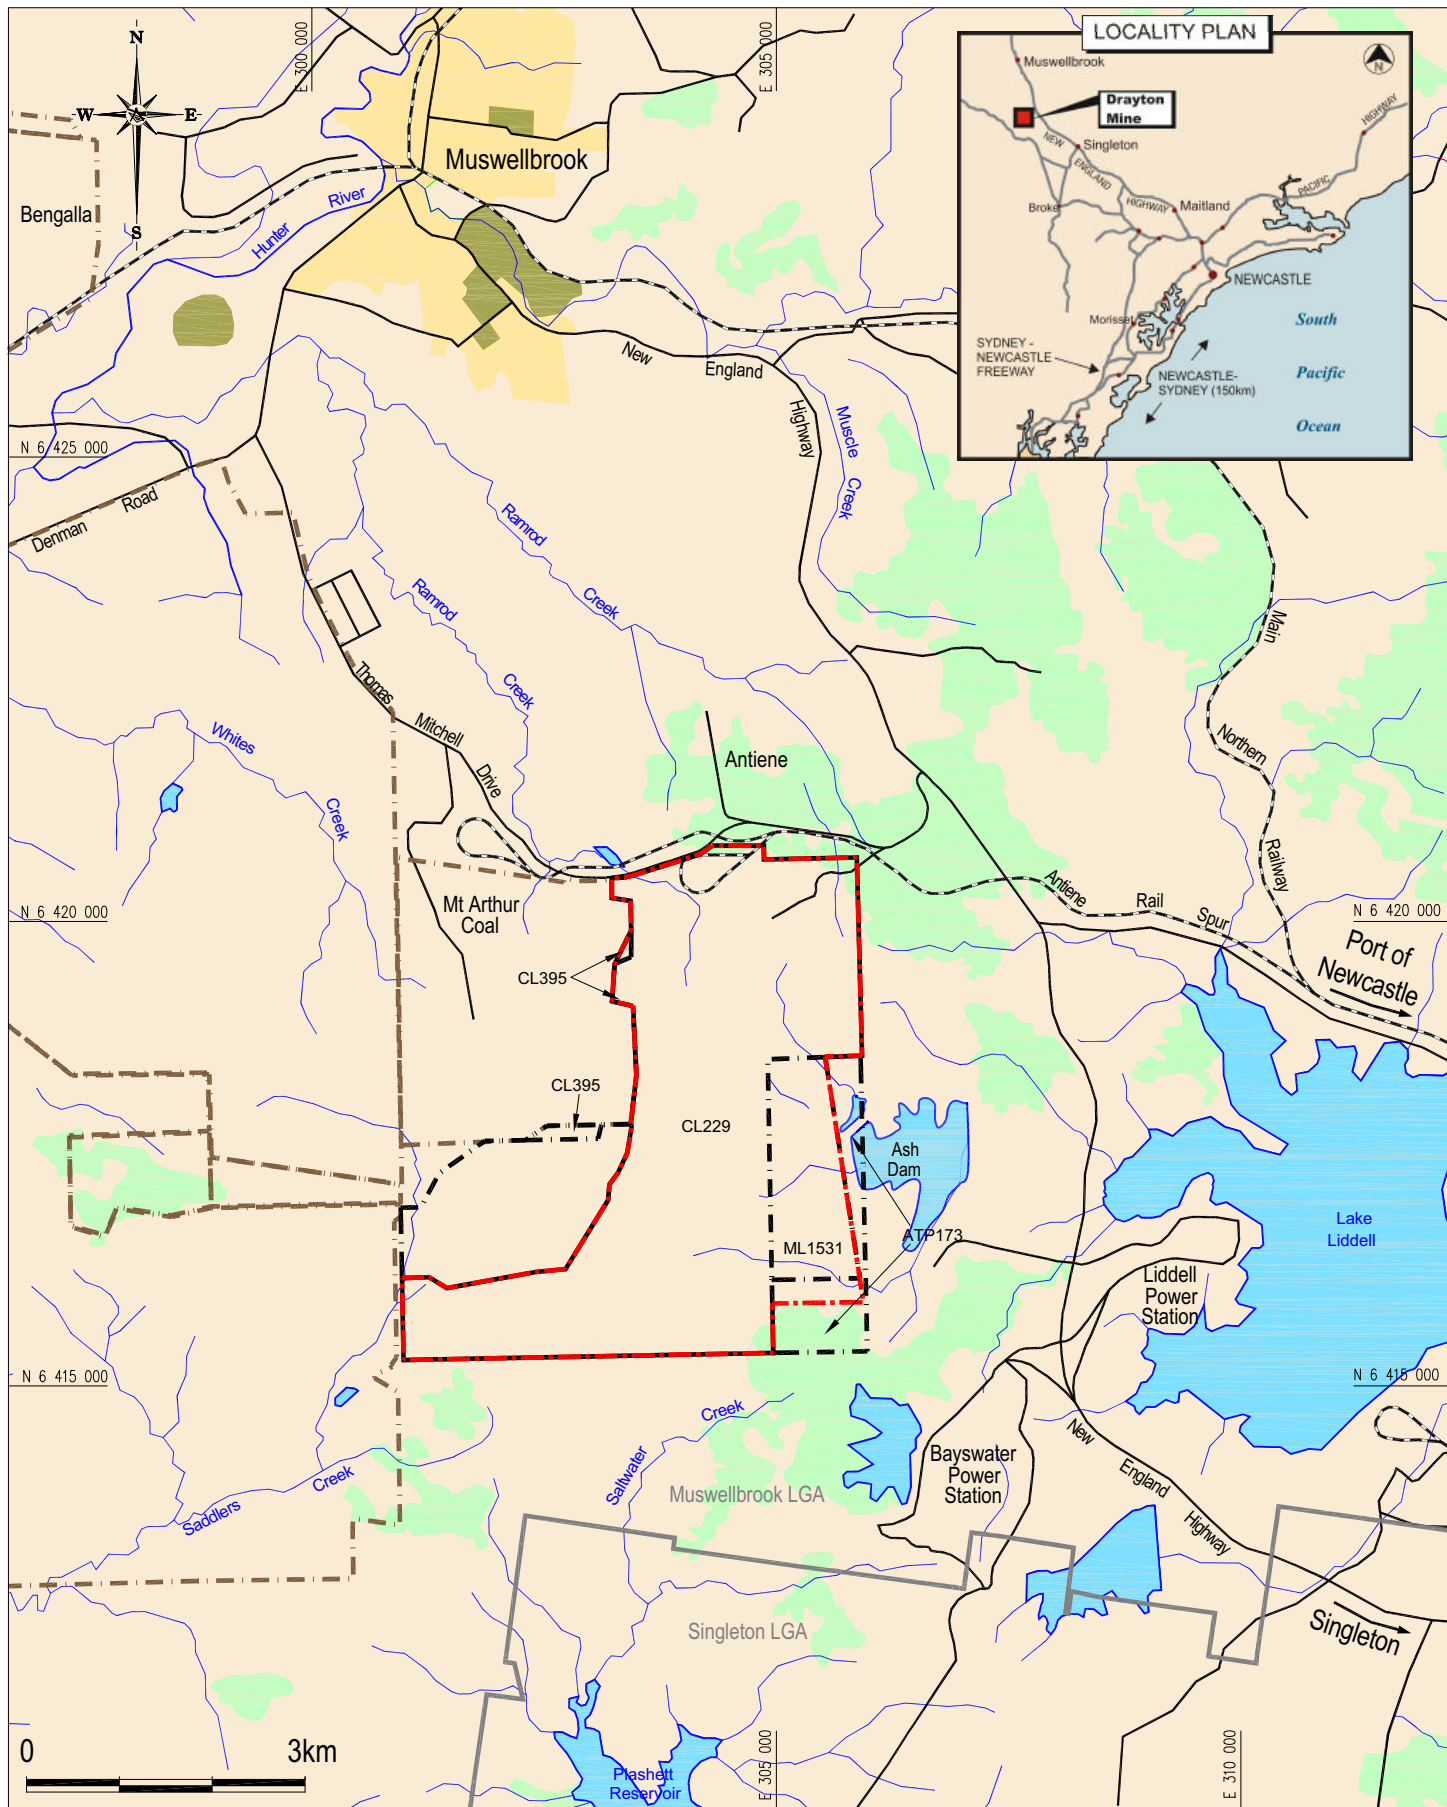 LOCALITY PLAN
N
Muswellbrook
Drayton
Mine
NEW
ENGLAND
HIGHWAY
Singleton
PACIFIC
HIGHWAY
Broke
Maitland
NEWCASTLE
Morisset
SYDNEY -
NEWCASTLE
FREEWAY
NEWCASTLE-
SYDNEY (150km)
South
Pacific
Ocean
N
W
E
S
E 300 000
E 305 000
Muswellbrook
Bengalla
Hunter
River
New
England
Highway
Muscle
Creek
N 6 425 000
Denman
Road
Ramrod
Creek
Ramrod
Creek
Thomas
Mitchell
Drive
Whites
Creek
Antiene
Main
Northern
Railway
Antiene
Rail
Spur
N 6 420 000
N 6 420 000
Mt Arthur
Coal
Port of
Newcastle
CL395
CL395
CL229
Ash
Dam
ATP173
ML1531
Lake
Liddell
Liddell
Power
Station
N 6 415 000
N 6 415 000
Saltwater
Creek
Bayswater
Power
Station
New
England
Highway
Saddlers
Creek
Muswellbrook LGA
Singleton LGA
Singleton
0
3km
Plashett
Reservoir
E 305 000
E 310 000